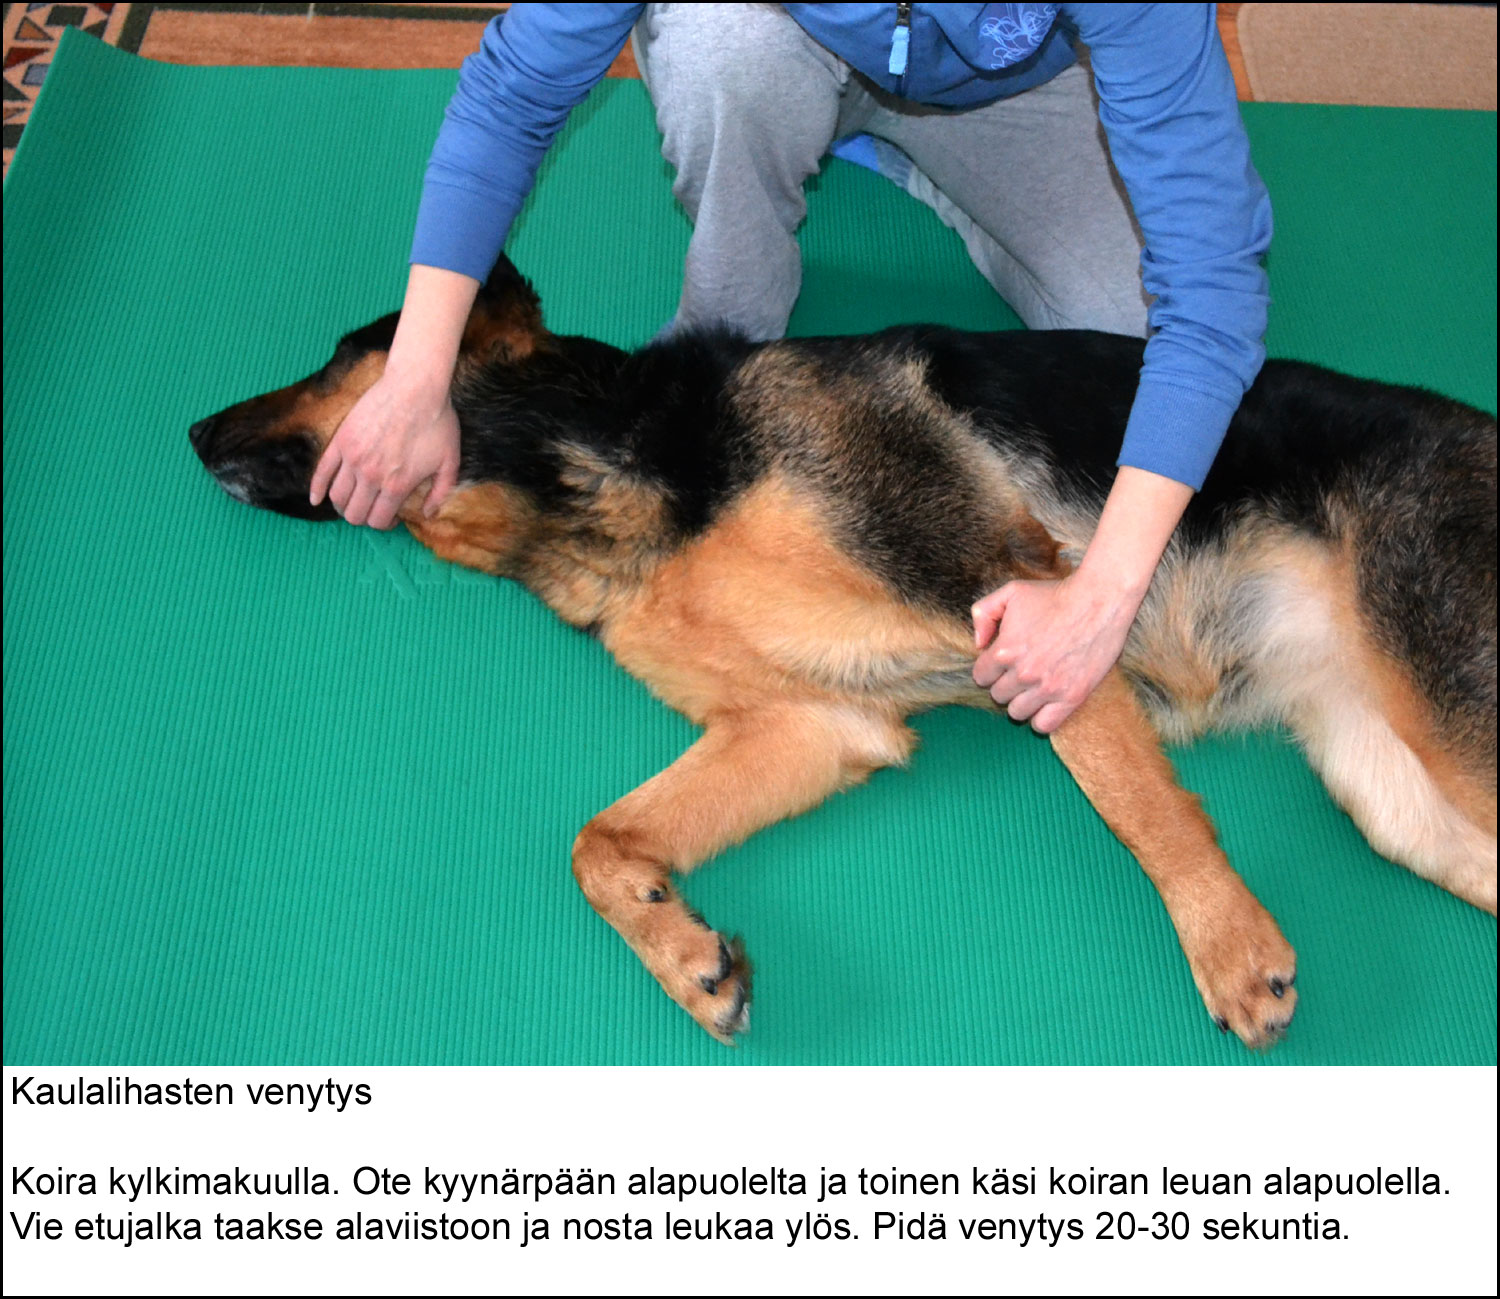 Kaulalihasten venytys
Koira kylkimakuulla. Ote kyynärpään alapuolelta ja toinen käsi koiran leuan alapuolella.
Vie etujalka taakse alaviistoon ja nosta leukaa ylös. Pidä venytys 20-30 sekuntia.